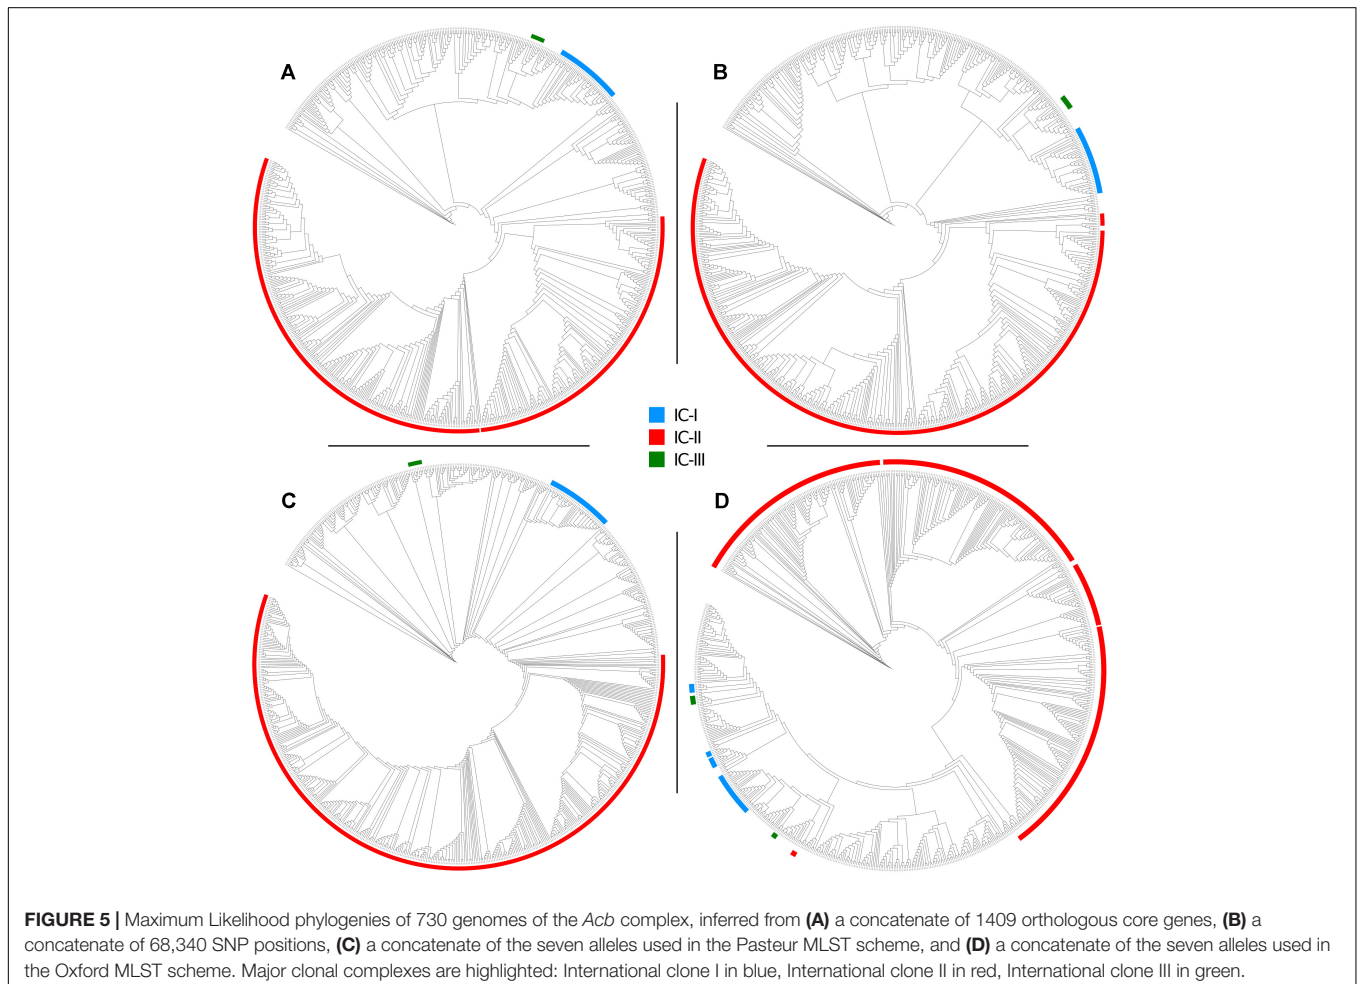 A
B
IC-I
IC-II
IC-III
C
D
FIGURE 5 | Maximum Likelihood phylogenies of 730 genomes of the Acb complex, inferred from (A) a concatenate of 1409 orthologous core genes, (B) a
concatenate of 68,340 SNP positions, (C) a concatenate of the seven alleles used in the Pasteur MLST scheme, and (D) a concatenate of the seven alleles used in
the Oxford MLST scheme. Major clonal complexes are highlighted: International clone I in blue, International clone II in red, International clone III in green.